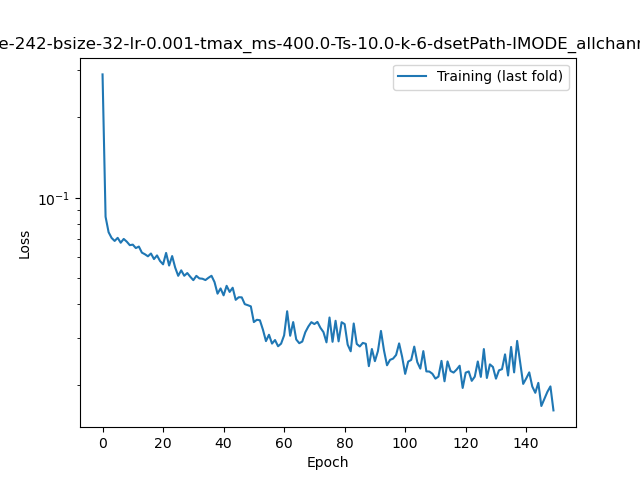 e-242-bsize-32-lr-0.001-tmax_ms-400.0-Ts-10.0-k-6-dsetPath-IMODE_allchann
Training (last fold)
10⁻¹
Loss
0 20 40 60 80 100 120 140
Epoch